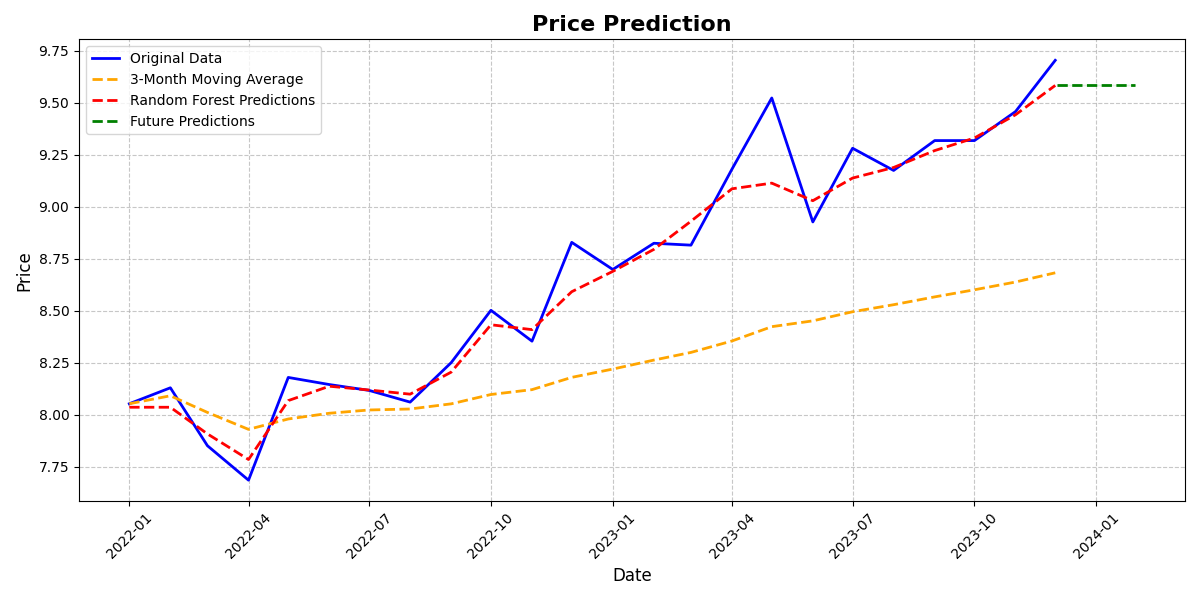 Price Prediction
Original Data
3-Month Moving Average
Random Forest Predictions
Future Predictions
9.75
9.50
9.25
9.00
8.75
8.50
8.25
8.00
7.75
Price
2022-01
2022-04
2022-07
2022-10
2023-01
2023-04
2023-07
2023-10
2024-01
Date